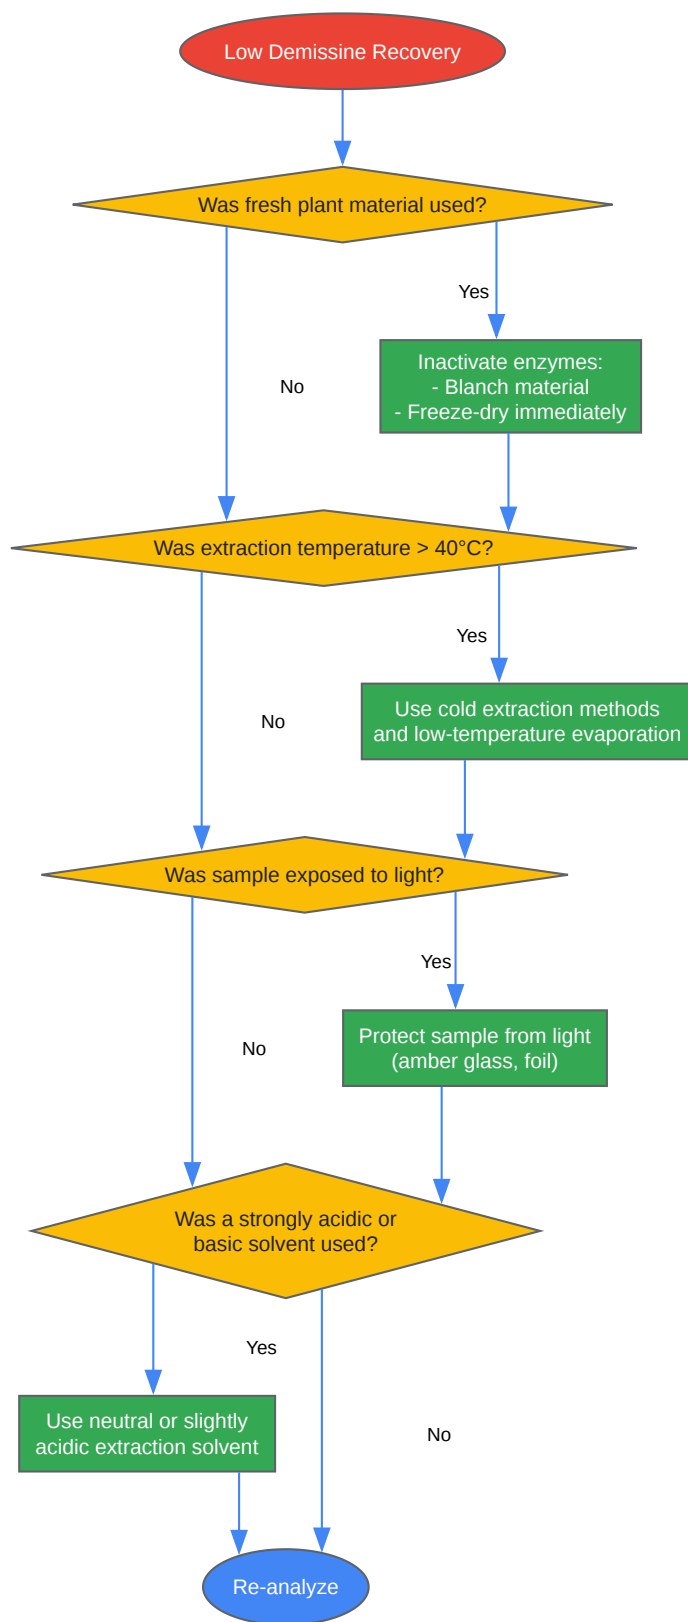 Low Demissine Recovery
Was fresh plant material used?
Yes
Inactivate enzymes:
- Blanch material
- Freeze-dry immediately
No
Was extraction temperature > 40°C?
Yes
Use cold extraction methods
and low-temperature evaporation
No
Was sample exposed to light?
Yes
Protect sample from light
(amber glass, foil)
No
Was a strongly acidic or
basic solvent used?
Yes
Use neutral or slightly
acidic extraction solvent
No
Re-analyze